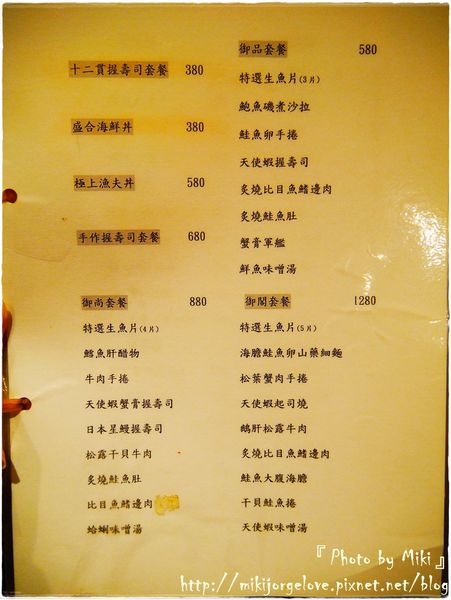 十二貫握壽司套餐 380
盛合海鮮丼 380
極上漁夫丼 580
手作握壽司套餐 680
御品套餐 580
特選生魚片(3片)
鮑魚磯煮沙拉
鮭魚卵手捲
天使蝦握壽司
炙燒比目魚鰭邊肉
炙燒鮭魚肚
蟹膏軍艦
鮮魚味噌湯
御尚套餐 880
特選生魚片(4片)
鱈魚肝醋物
牛肉手捲
天使蝦蟹膏握壽司
日本星鰻握壽司
松露干貝牛肉
炙燒鮭魚肚
比目魚鰭邊肉
蛤蜊味噌湯
御閣套餐 1280
特選生魚片(5片)
海膽鮭魚卵山藥細麵
松葉蟹肉手捲
天使蝦起司燒
鵝肝松露牛肉
炙燒比目魚鰭邊肉
鮭魚大腹海膽
干貝鮭魚捲
天使蝦味噌湯
『Photo by Miki』
http://mikijorgelove.pixnet.net/blog